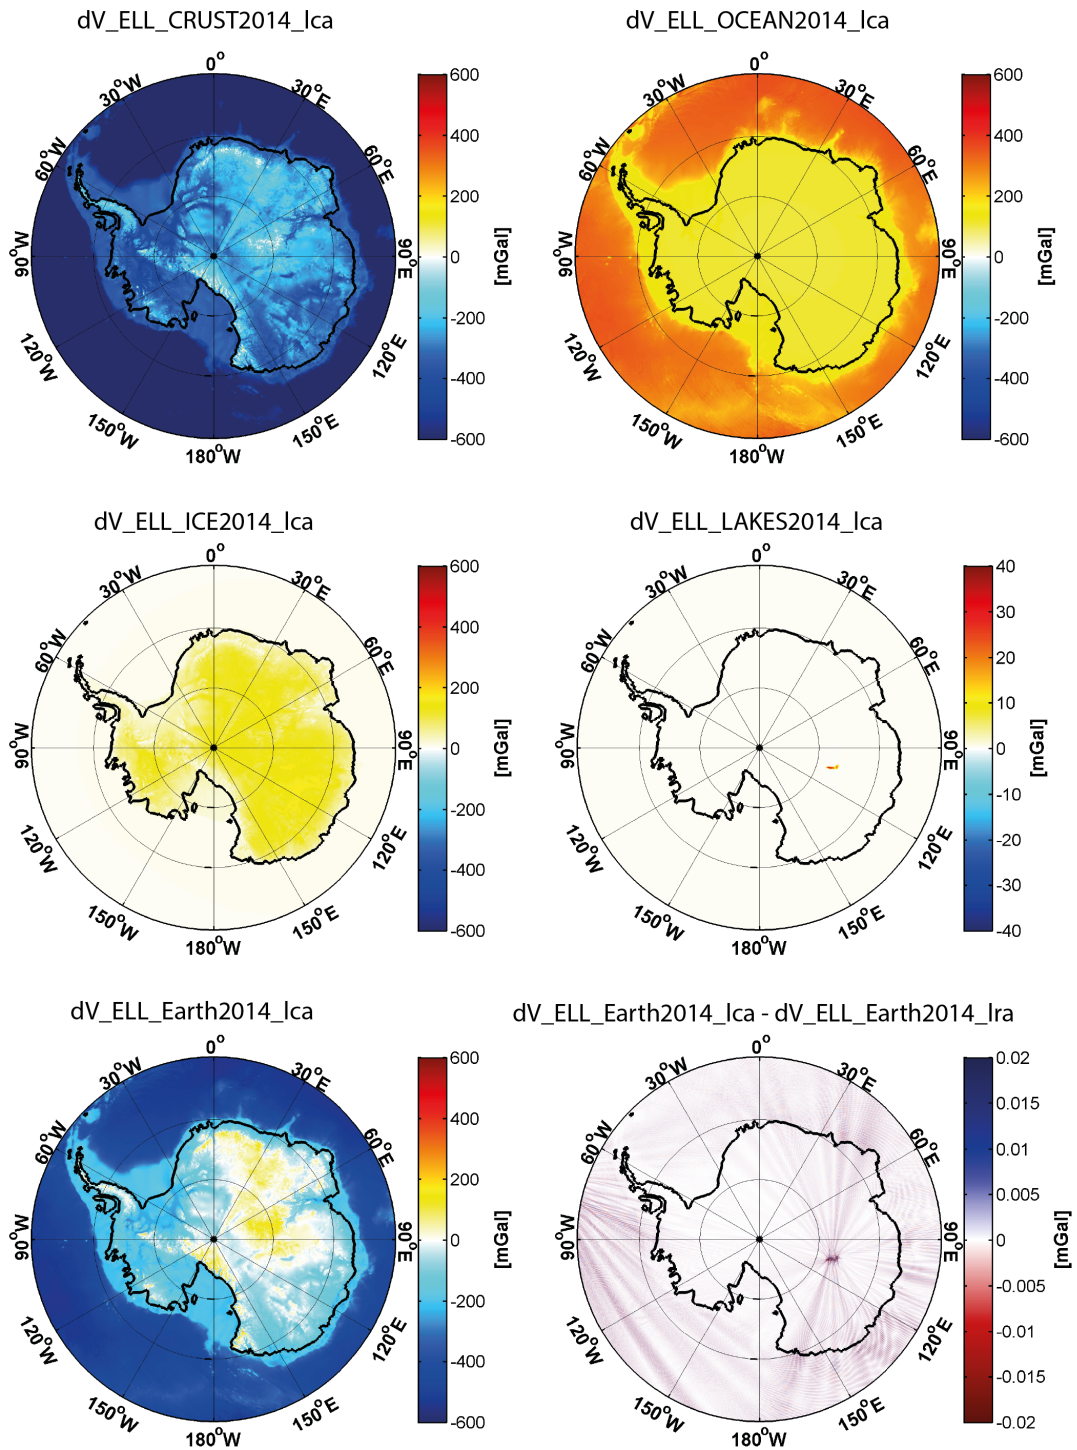 dV_ELL_CRUST2014_lca
0°
30°W
30°E
60°W
60°E
90°W
90°E
120°W
120°E
150°W
150°E
180°W
600
400
200
0
-200
-400
-600
[mGal]
dV_ELL_OCEAN2014_lca
0°
30°W
30°E
60°W
60°E
90°W
90°E
120°W
120°E
150°W
150°E
180°W
600
400
200
0
-200
-400
-600
[mGal]
dV_ELL_ICE2014_lca
0°
30°W
30°E
60°W
60°E
90°W
90°E
120°W
120°E
150°W
150°E
180°W
600
400
200
0
-200
-400
-600
[mGal]
dV_ELL_LAKES2014_lca
0°
30°W
30°E
60°W
60°E
90°W
90°E
120°W
120°E
150°W
150°E
180°W
40
30
20
10
0
-10
-20
-30
-40
[mGal]
dV_ELL_Earth2014_lca
0°
30°W
30°E
60°W
60°E
90°W
90°E
120°W
120°E
150°W
150°E
180°W
600
400
200
0
-200
-400
-600
[mGal]
dV_ELL_Earth2014_lca - dV_ELL_Earth2014_lra
0°
30°W
30°E
60°W
60°E
90°W
90°E
120°W
120°E
150°W
150°E
180°W
0.02
0.015
0.01
0.005
0
-0.005
-0.01
-0.015
-0.02
[mGal]